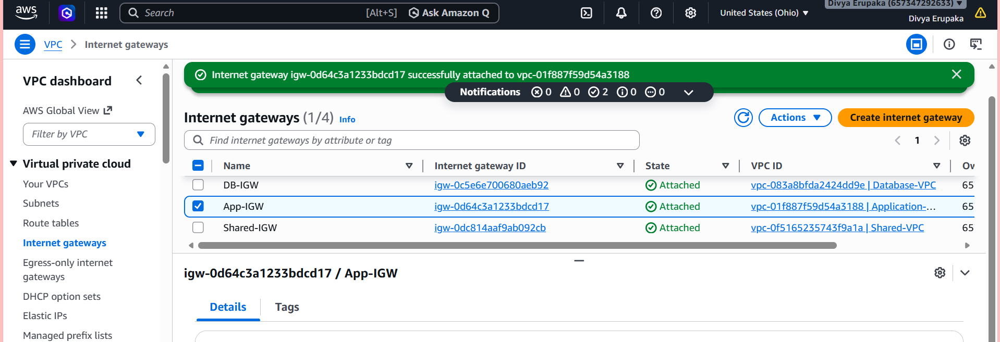 aws
Search [Alt+S] Ask Amazon Q United States (Ohio) Divya Erupaka (657347292633)
Divya Erupaka
VPC Internet gateways
VPC dashboard
AWS Global View
Filter by VPC
Virtual private cloud
Your VPCs
Subnets
Route tables
Internet gateways
Egress-only internet
gateways
DHCP option sets
Elastic IPs
Managed prefix lists
Internet gateway igw-0d64c3a1233bdcd17 successfully attached to vpc-01f887f59d54a3188
Notifications 0 0 2 0 0
Internet gateways (1/4) Info
Actions Create internet gateway
Find internet gateways by attribute or tag
1
Name Internet gateway ID State VPC ID Ow
DB-IGW igw-0c5e6e700680aeb92 Attached vpc-083a8bfda2424dd9e | Database-VPC 65
App-IGW igw-0d64c3a1233bdcd17 Attached vpc-01f887f59d54a3188 | Application-... 65
Shared-IGW igw-0dc814aaf9ab092cb Attached vpc-0f5165235743f9a1a | Shared-VPC 65
igw-0d64c3a1233bdcd17 / App-IGW
Details Tags